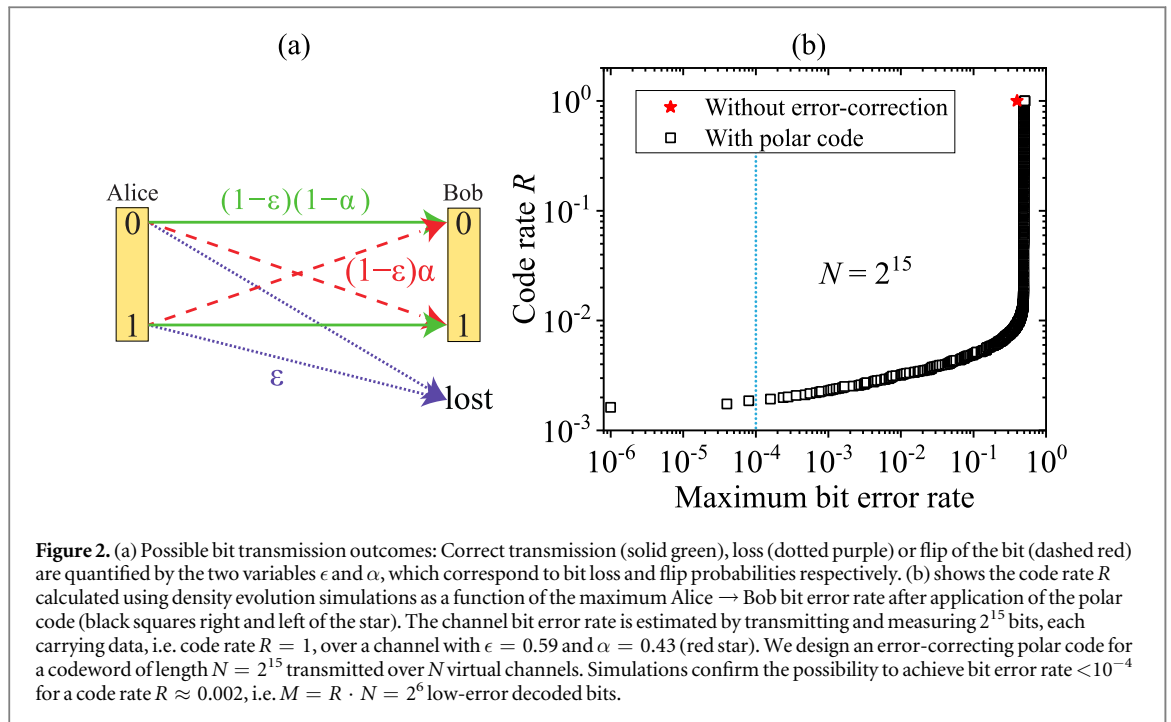 (a)
(b)
Alice
Bob
0
(1−ε)(1−α)
0
(1−ε)α
1
1
ε
lost
10^0
10^-1
10^-2
10^-3
Code rate R
Without error-correction
With polar code
N = 2^15
10^-6 10^-5 10^-4 10^-3 10^-2 10^-1 10^0
Maximum bit error rate
Figure 2. (a) Possible bit transmission outcomes: Correct transmission (solid green), loss (dotted purple) or flip of the bit (dashed red)
are quantified by the two variables ϵ and α, which correspond to bit loss and flip probabilities respectively. (b) shows the code rate R
calculated using density evolution simulations as a function of the maximum Alice → Bob bit error rate after application of the polar
code (black squares right and left of the star). The channel bit error rate is estimated by transmitting and measuring 2^15 bits, each
carrying data, i.e. code rate R = 1, over a channel with ϵ = 0.59 and α = 0.43 (red star). We design an error-correcting polar code for
a codeword of length N = 2^15 transmitted over N virtual channels. Simulations confirm the possibility to achieve bit error rate <10^-4
for a code rate R ≈ 0.002, i.e. M = R · N = 2^6 low-error decoded bits.